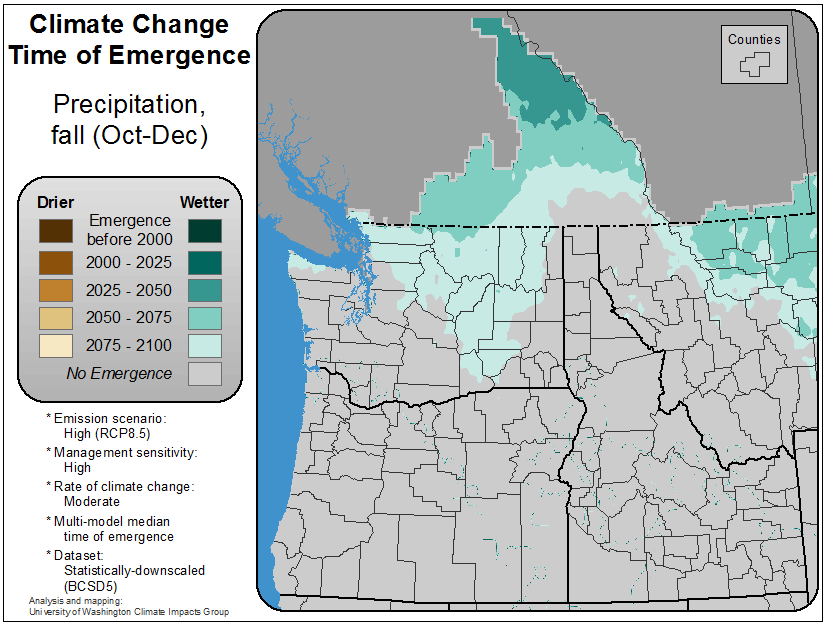 Climate Change
Time of Emergence
Precipitation,
fall (Oct-Dec)
Drier Wetter
Emergence
before 2000
2000 - 2025
2025 - 2050
2050 - 2075
2075 - 2100
No Emergence
* Emission scenario:
High (RCP8.5)
* Management sensitivity:
High
* Rate of climate change:
Moderate
* Multi-model median
time of emergence
* Dataset:
Statistically-downscaled
(BCSD5)
Analysis and mapping:
University of Washington Climate Impacts Group
Counties